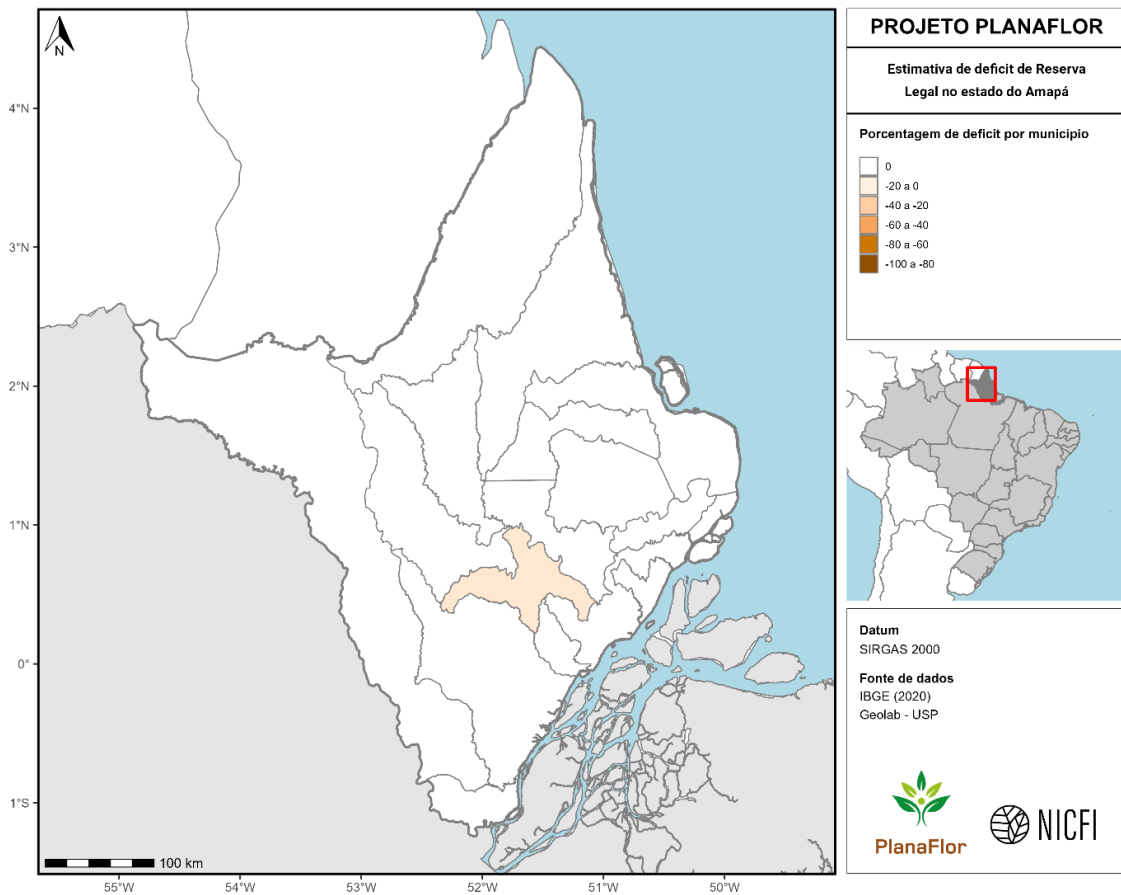 PROJETO PLANAFLOR
Estimativa de deficit de Reserva
Legal no estado do Amapá
Porcentagem de deficit por municipio
0
-20 a 0
-40 a -20
-60 a -40
-80 a -60
-100 a -80
N
4°N
3°N
2°N
1°N
0°
1°S
100 km
55°W
54°W
53°W
52°W
51°W
50°W
Datum
SIRGAS 2000
Fonte de dados
IBGE (2020)
Geolab - USP
PlanaFlor
NICFI